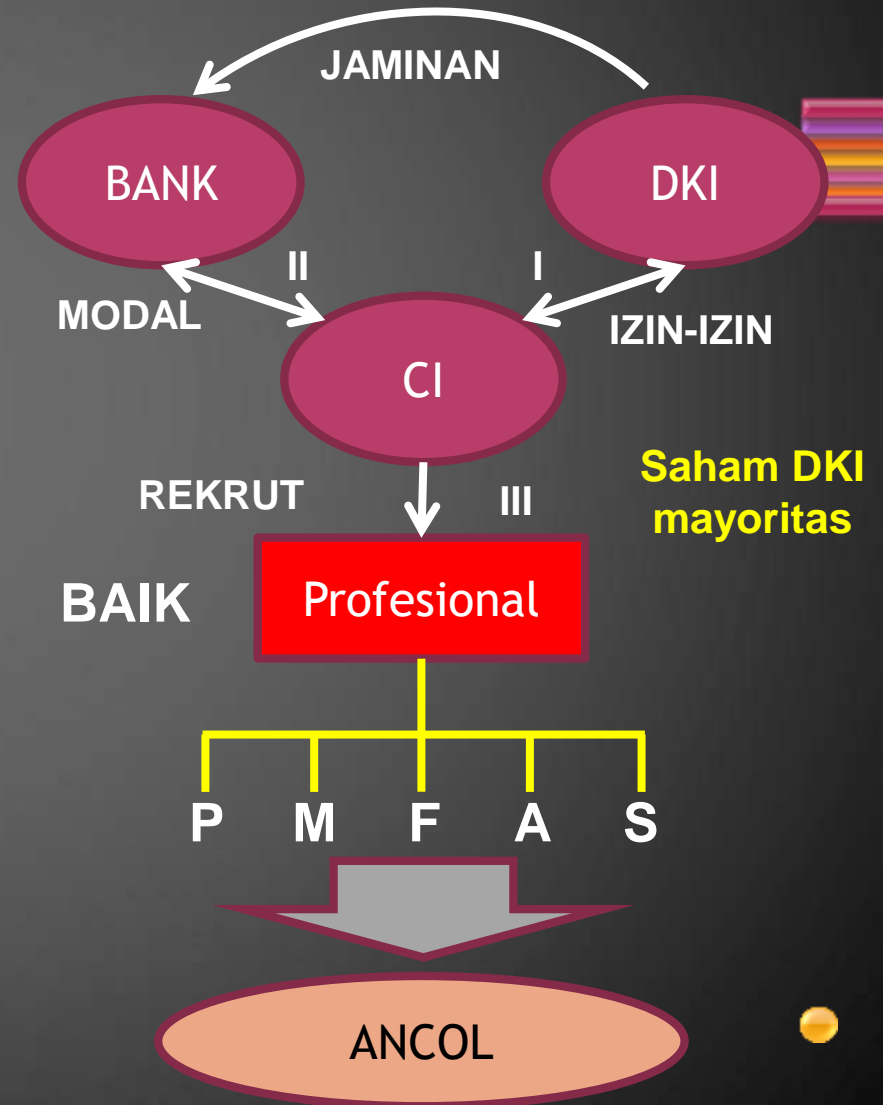 JAMINAN
BANK
DKI
II
I
MODAL
IZIN-IZIN
CI
Saham DKI
mayoritas
REKRUT
III
BAIK
Profesional
P M F A S
ANCOL